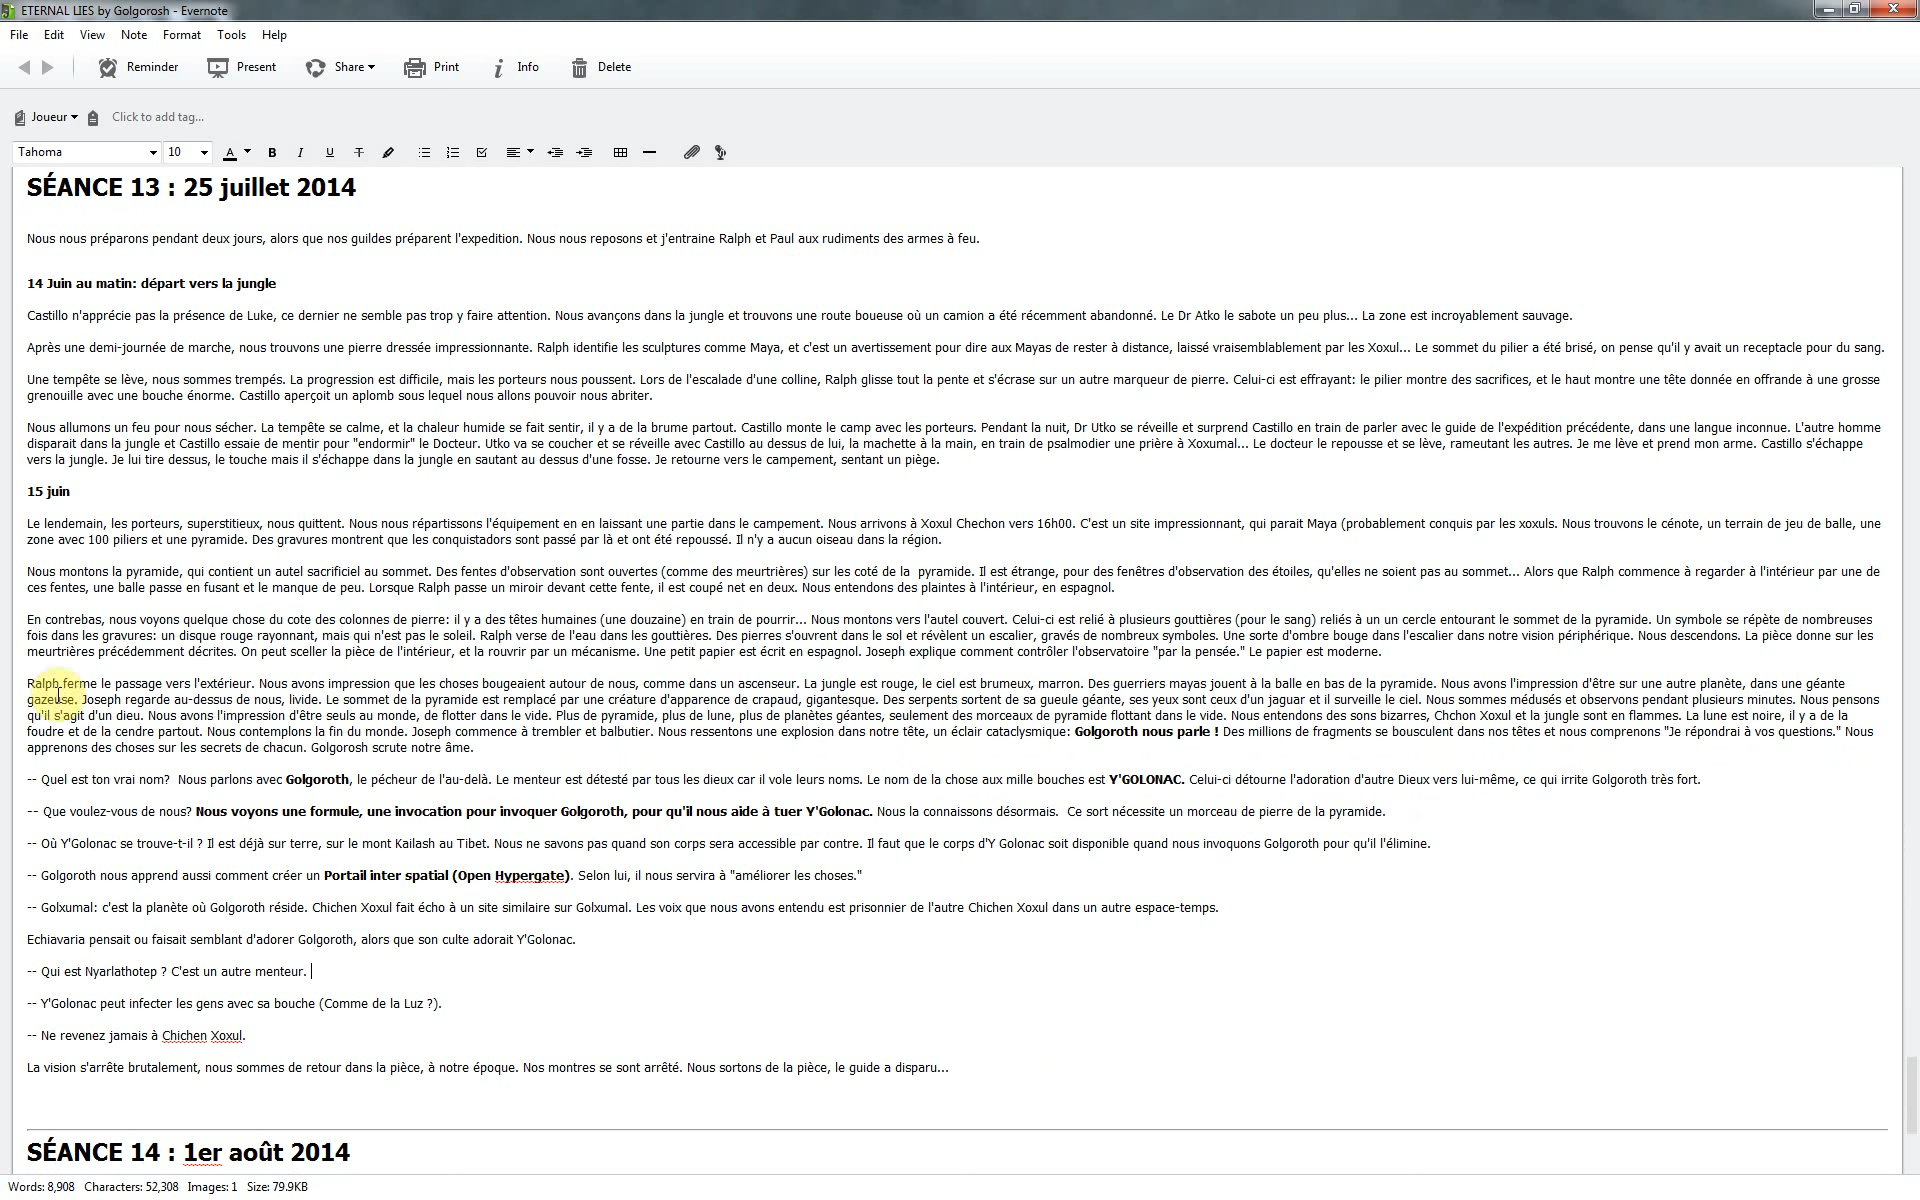 ETERNAL LIES by Golgorosh - Evernote
File Edit View Note Format Tools Help
Reminder Present Share Print Info Delete
Joueur Click to add tag...
Tahoma 10 A B I U T
SÉANCE 13 : 25 juillet 2014
Nous nous préparons pendant deux jours, alors que nos guildes préparent l'expedition. Nous nous reposons et j'entraine Ralph et Paul aux rudiments des armes à feu.
14 Juin au matin: départ vers la jungle
Castillo n'apprécie pas la présence de Luke, ce dernier ne semble pas trop y faire attention. Nous avançons dans la jungle et trouvons une route boueuse où un camion a été récemment abandonné. Le Dr Atko le sabote un peu plus... La zone est incroyablement sauvage.
Après une demi-journée de marche, nous trouvons une pierre dressée impressionnante. Ralph identifie les sculptures comme Maya, et c'est un avertissement pour dire aux Mayas de rester à distance, laissé vraisemblablement par les Xoxul... Le sommet du pilier a été brisé, on pense qu'il y avait un receptacle pour du sang.
Une tempête se lève, nous sommes trempés. La progression est difficile, mais les porteurs nous poussent. Lors de l'escalade d'une colline, Ralph glisse tout la pente et s'écrase sur un autre marqueur de pierre. Celui-ci est effrayant: le pilier montre des sacrifices, et le haut montre une tête donnée en offrande à une grosse
grenouille avec une bouche énorme. Castillo aperçoit un aplomb sous lequel nous allons pouvoir nous abriter.
Nous allumons un feu pour nous sécher. La tempête se calme, et la chaleur humide se fait sentir, il y a de la brume partout. Castillo monte le camp avec les porteurs. Pendant la nuit, Dr Utko se réveille et surprend Castillo en train de parler avec le guide de l'expédition précédente, dans une langue inconnue. L'autre homme
disparait dans la jungle et Castillo essaie de mentir pour "endormir" le Docteur. Utko va se coucher et se réveille avec Castillo au dessus de lui, la machette à la main, en train de psalmodier une prière à Xoxumal... Le docteur le repousse et se lève, rameutant les autres. Je me lève et prend mon arme. Castillo s'échappe
vers la jungle. Je lui tire dessus, le touche mais il s'échappe dans la jungle en sautant au dessus d'une fosse. Je retourne vers le campement, sentant un piège.
15 juin
Le lendemain, les porteurs, superstitieux, nous quittent. Nous nous répartissons l'équipement en en laissant une partie dans le campement. Nous arrivons à Xoxul Chechon vers 16h00. C'est un site impressionnant, qui parait Maya (probablement conquis par les xoxuls. Nous trouvons le cénote, un terrain de jeu de balle, une
zone avec 100 piliers et une pyramide. Des gravures montrent que les conquistadors sont passé par là et ont été repoussé. Il n'y a aucun oiseau dans la région.
Nous montons la pyramide, qui contient un autel sacrificiel au sommet. Des fentes d'observation sont ouvertes (comme des meurtrières) sur les coté de la  pyramide. Il est étrange, pour des fenêtres d'observation des étoiles, qu'elles ne soient pas au sommet... Alors que Ralph commence à regarder à l'intérieur par une de
ces fentes, une balle passe en fusant et le manque de peu. Lorsque Ralph passe un miroir devant cette fente, il est coupé net en deux. Nous entendons des plaintes à l'intérieur, en espagnol.
En contrebas, nous voyons quelque chose du cote des colonnes de pierre: il y a des têtes humaines (une douzaine) en train de pourrir... Nous montons vers l'autel couvert. Celui-ci est relié à plusieurs gouttières (pour le sang) reliés à un un cercle entourant le sommet de la pyramide. Un symbole se répète de nombreuses
fois dans les gravures: un disque rouge rayonnant, mais qui n'est pas le soleil. Ralph verse de l'eau dans les gouttières. Des pierres s'ouvrent dans le sol et révèlent un escalier, gravés de nombreux symboles. Une sorte d'ombre bouge dans l'escalier dans notre vision périphérique. Nous descendons. La pièce donne sur les
meurtrières précédemment décrites. On peut sceller la pièce de l'intérieur, et la rouvrir par un mécanisme. Une petit papier est écrit en espagnol. Joseph explique comment contrôler l'observatoire "par la pensée." Le papier est moderne.
Ralph ferme le passage vers l'extérieur. Nous avons impression que les choses bougeaient autour de nous, comme dans un ascenseur. La jungle est rouge, le ciel est brumeux, marron. Des guerriers mayas jouent à la balle en bas de la pyramide. Nous avons l'impression d'être sur une autre planète, dans une géante
gazeuse. Joseph regarde au-dessus de nous, livide. Le sommet de la pyramide est remplacé par une créature d'apparence de crapaud, gigantesque. Des serpents sortent de sa gueule géante, ses yeux sont ceux d'un jaguar et il surveille le ciel. Nous sommes médusés et observons pendant plusieurs minutes. Nous pensons
qu'il s'agit d'un dieu. Nous avons l'impression d'être seuls au monde, de flotter dans le vide. Plus de pyramide, plus de lune, plus de planètes géantes, seulement des morceaux de pyramide flottant dans le vide. Nous entendons des sons bizarres, Chchon Xoxul et la jungle sont en flammes. La lune est noire, il y a de la
foudre et de la cendre partout. Nous contemplons la fin du monde. Joseph commence à trembler et balbutier. Nous ressentons une explosion dans notre tête, un éclair cataclysmique: Golgoroth nous parle ! Des millions de fragments se bousculent dans nos têtes et nous comprenons "Je répondrai à vos questions." Nous
apprenons des choses sur les secrets de chacun. Golgorosh scrute notre âme.
-- Quel est ton vrai nom?  Nous parlons avec Golgoroth, le pécheur de l'au-delà. Le menteur est détesté par tous les dieux car il vole leurs noms. Le nom de la chose aux mille bouches est Y'GOLONAC. Celui-ci détourne l'adoration d'autre Dieux vers lui-même, ce qui irrite Golgoroth très fort.
-- Que voulez-vous de nous? Nous voyons une formule, une invocation pour invoquer Golgoroth, pour qu'il nous aide à tuer Y'Golonac. Nous la connaissons désormais.  Ce sort nécessite un morceau de pierre de la pyramide.
-- Où Y'Golonac se trouve-t-il ? Il est déjà sur terre, sur le mont Kailash au Tibet. Nous ne savons pas quand son corps sera accessible par contre. Il faut que le corps d'Y Golonac soit disponible quand nous invoquons Golgoroth pour qu'il l'élimine.
-- Golgoroth nous apprend aussi comment créer un Portail inter spatial (Open Hypergate). Selon lui, il nous servira à "améliorer les choses."
-- Golxumal: c'est la planète où Golgoroth réside. Chichen Xoxul fait écho à un site similaire sur Golxumal. Les voix que nous avons entendu est prisonnier de l'autre Chichen Xoxul dans un autre espace-temps.
Echiavaria pensait ou faisait semblant d'adorer Golgoroth, alors que son culte adorait Y'Golonac.
-- Qui est Nyarlathotep ? C'est un autre menteur.
-- Y'Golonac peut infecter les gens avec sa bouche (Comme de la Luz ?).
-- Ne revenez jamais à Chichen Xoxul.
La vision s'arrête brutalement, nous sommes de retour dans la pièce, à notre époque. Nos montres se sont arrêté. Nous sortons de la pièce, le guide a disparu...
SÉANCE 14 : 1er août 2014
Words: 8,908 Characters: 52,308 Images: 1 Size: 79.9KB